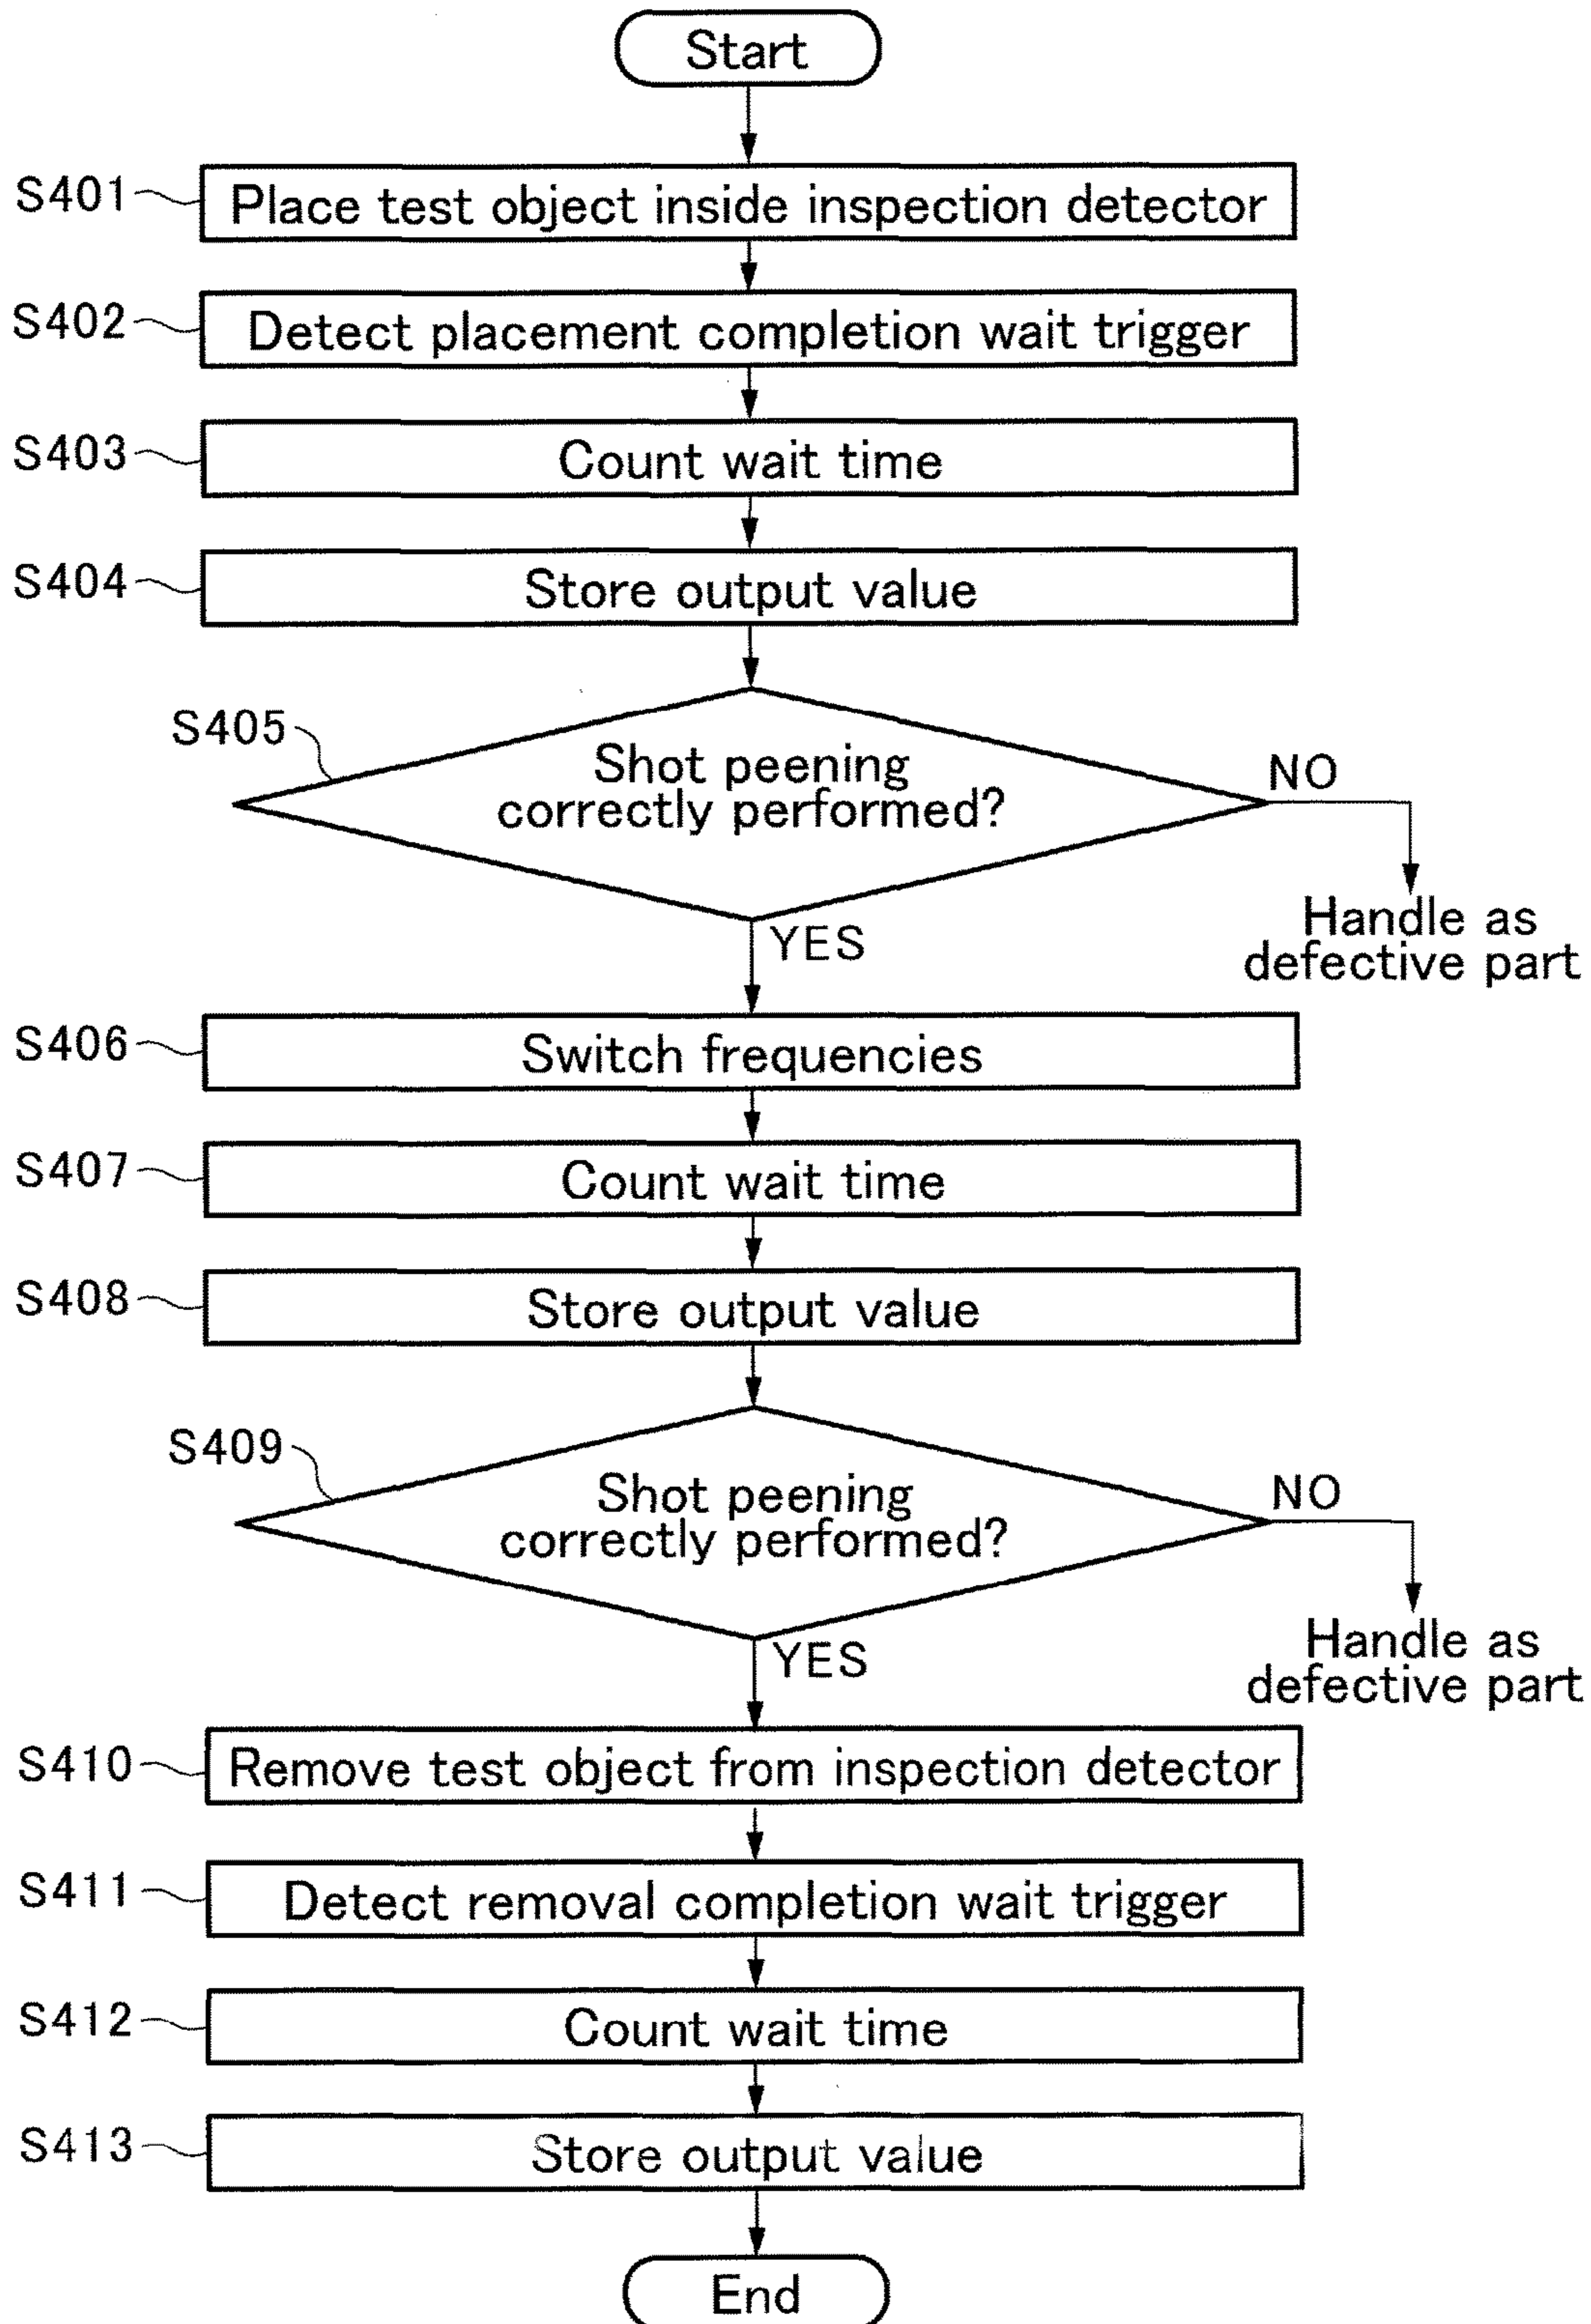 Start
S401
Place test object inside inspection detector
S402
Detect placement completion wait trigger
S403
Count wait time
S404
Store output value
S405
Shot peening
correctly performed?
NO
Handle as
defective part
YES
S406
Switch frequencies
S407
Count wait time
S408
Store output value
S409
Shot peening
correctly performed?
NO
Handle as
defective part
YES
S410
Remove test object from inspection detector
S411
Detect removal completion wait trigger
S412
Count wait time
S413
Store output value
End